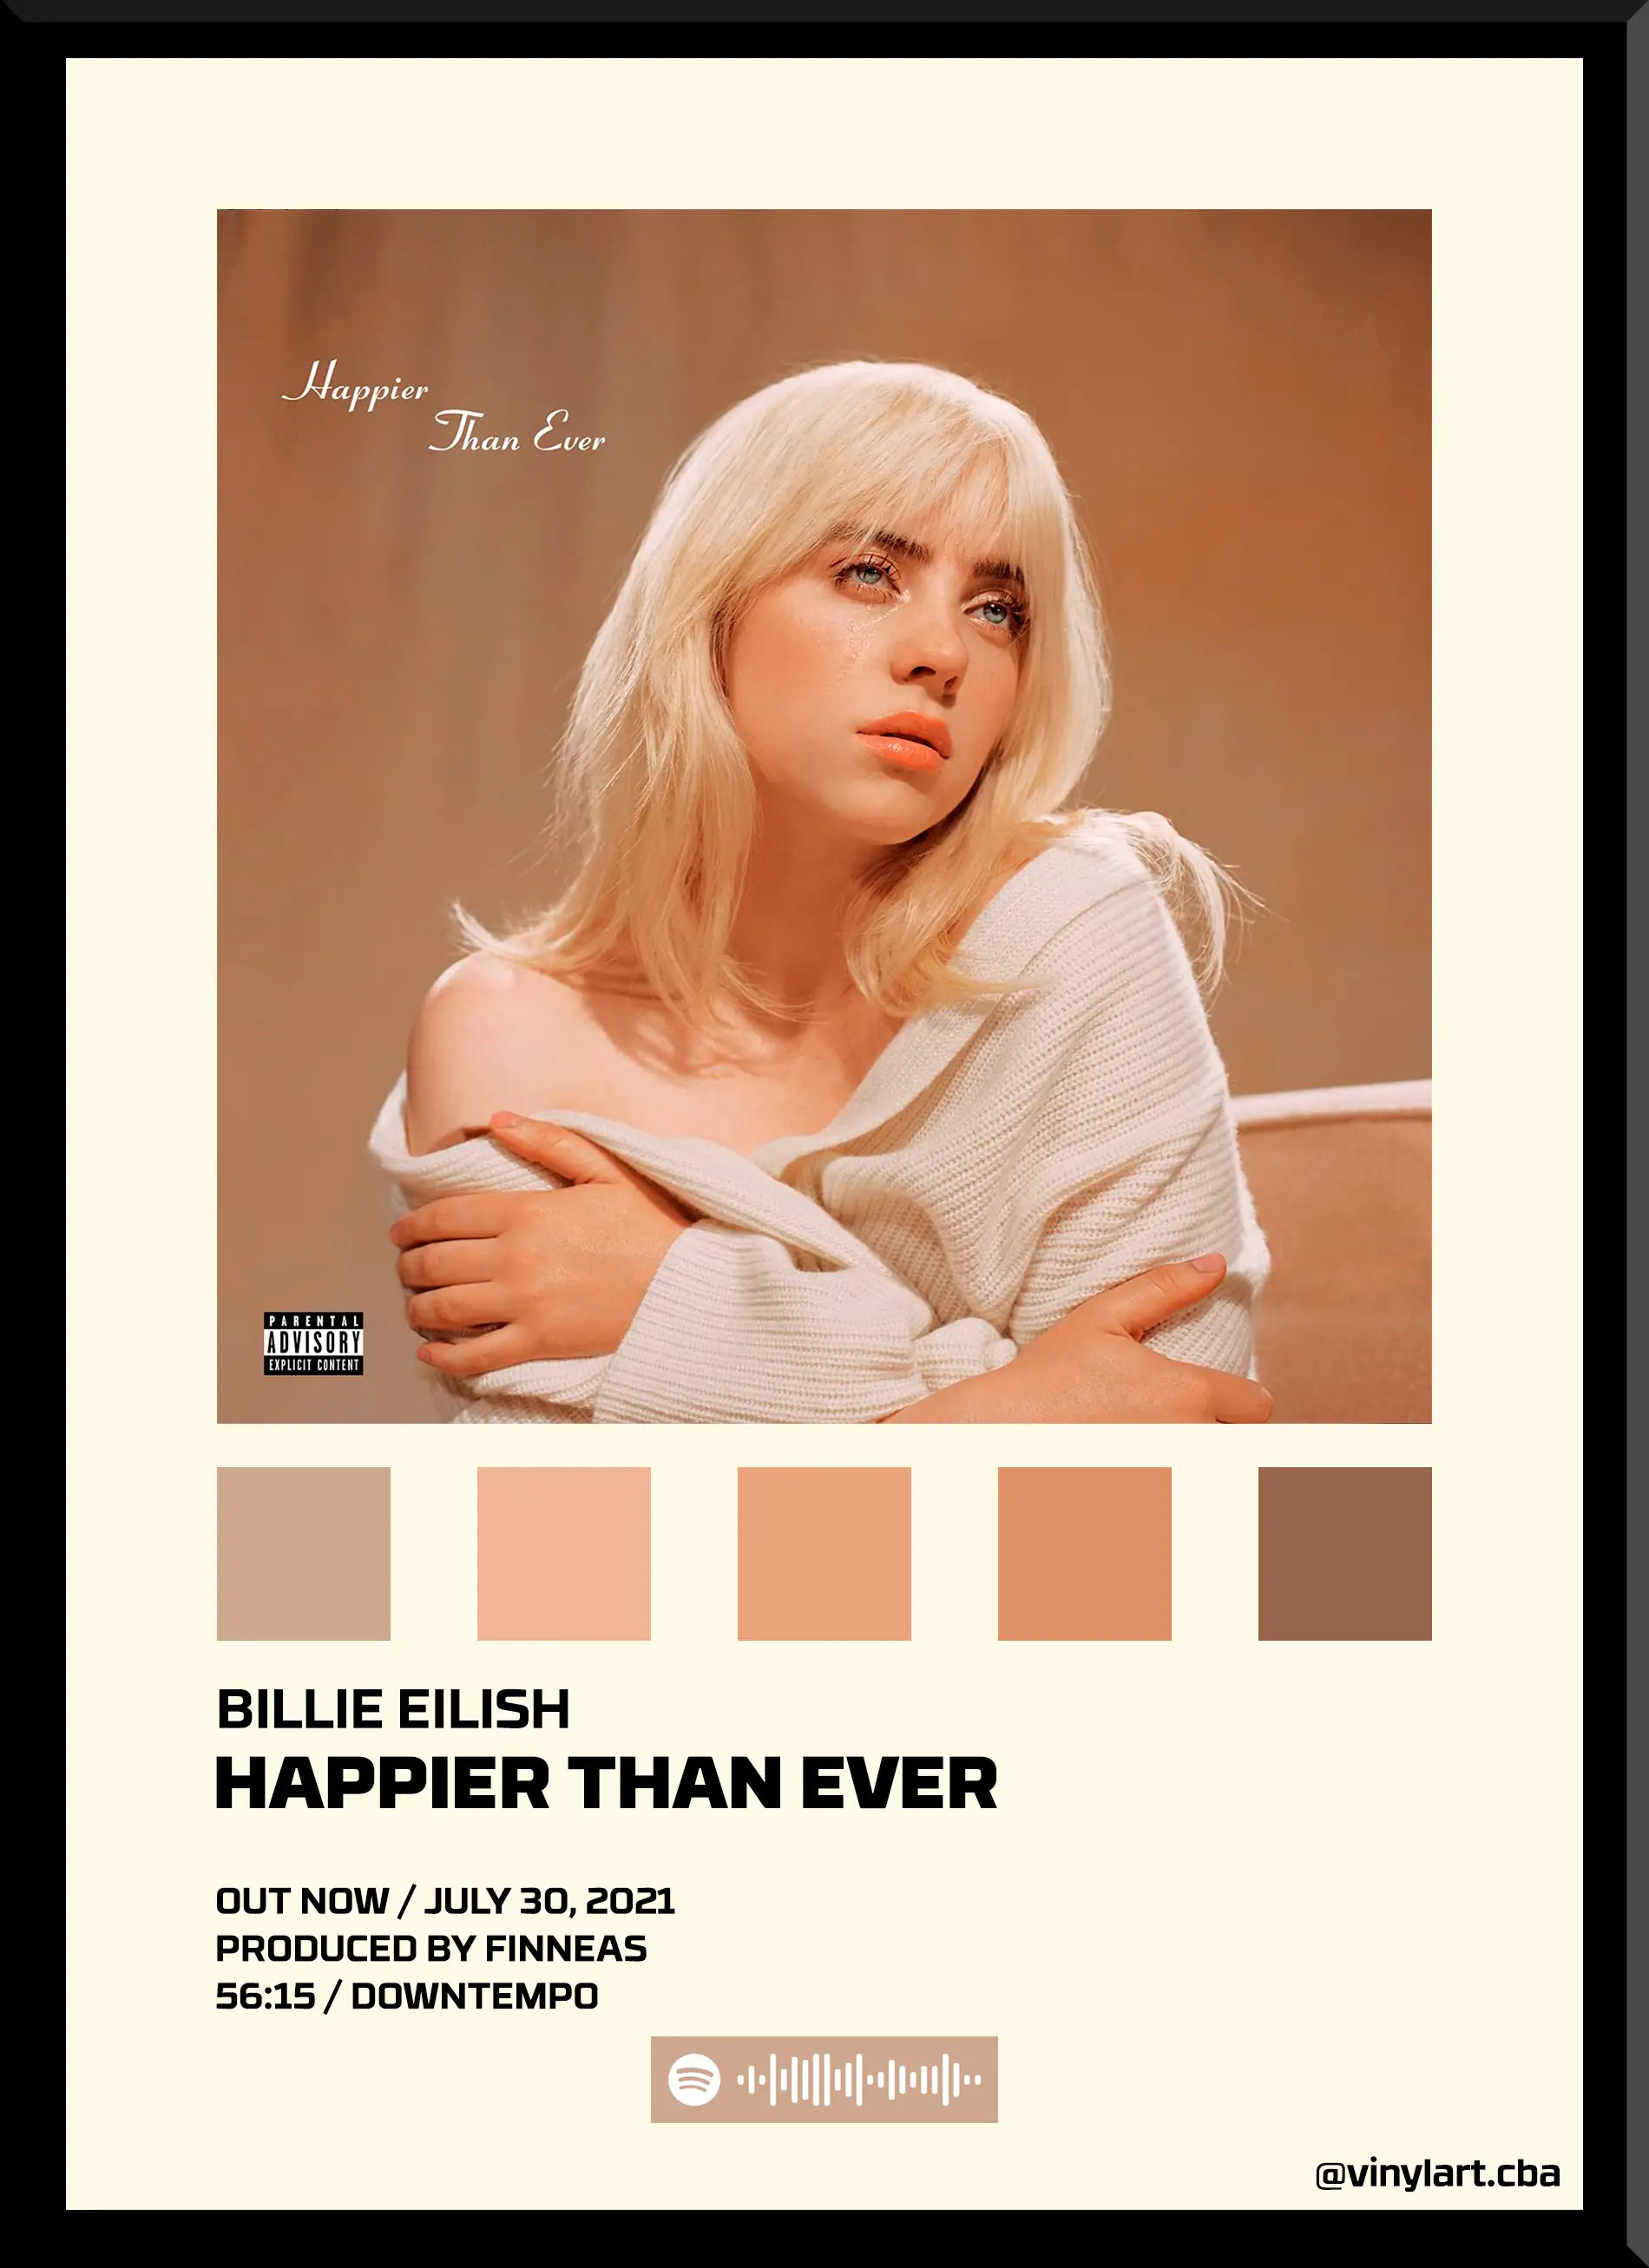 Happier
Than Ever
PARENTAL
ADVISORY
EXPLICIT CONTENT
BILLIE EILISH
HAPPIER THAN EVER
OUT NOW / JULY 30, 2021
PRODUCED BY FINNEAS
56:15 / DOWNTEMPO
@vinylart.cba